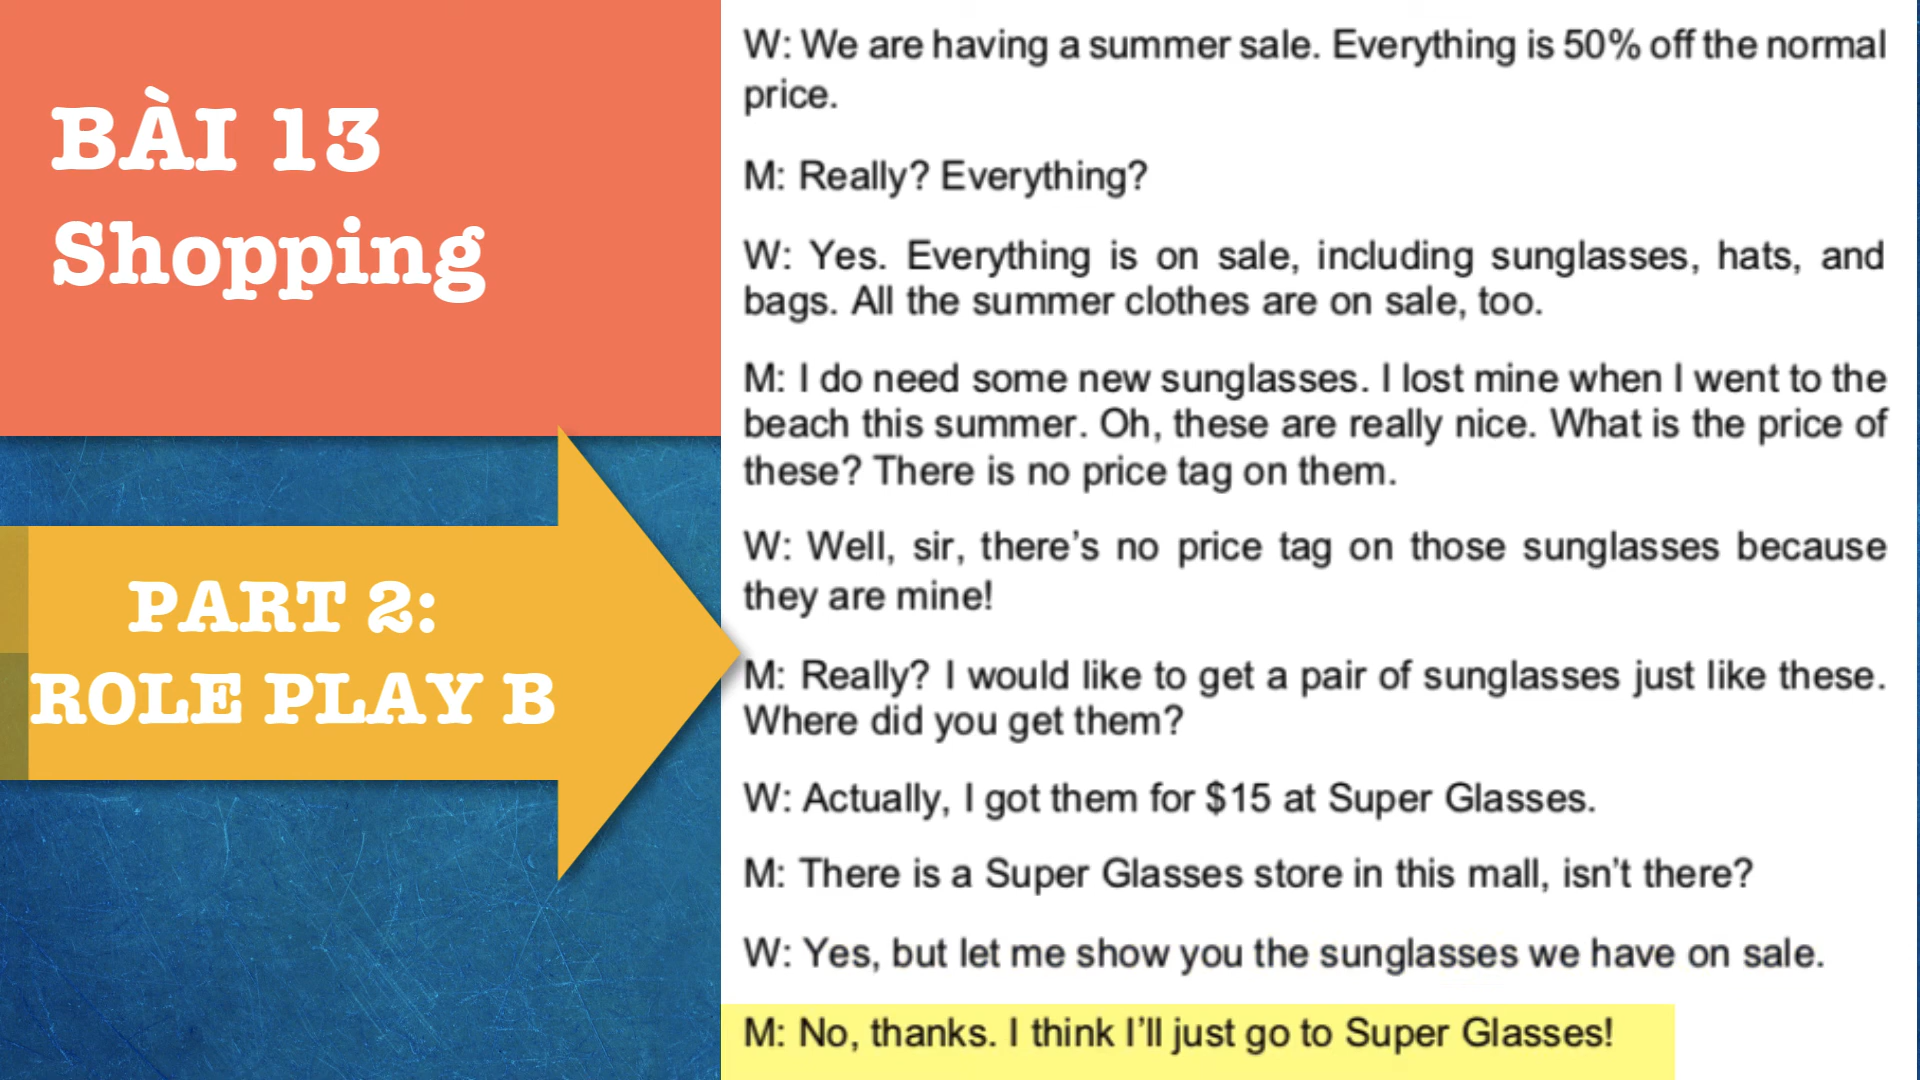 BÀI 13
Shopping
PART 2:
ROLE PLAY B
W: We are having a summer sale. Everything is 50% off the normal
price.
M: Really? Everything?
W: Yes. Everything is on sale, including sunglasses, hats, and
bags. All the summer clothes are on sale, too.
M: I do need some new sunglasses. I lost mine when I went to the
beach this summer. Oh, these are really nice. What is the price of
these? There is no price tag on them.
W: Well, sir, there’s no price tag on those sunglasses because
they are mine!
M: Really? I would like to get a pair of sunglasses just like these.
Where did you get them?
W: Actually, I got them for $15 at Super Glasses.
M: There is a Super Glasses store in this mall, isn’t there?
W: Yes, but let me show you the sunglasses we have on sale.
M: No, thanks. I think I’ll just go to Super Glasses!